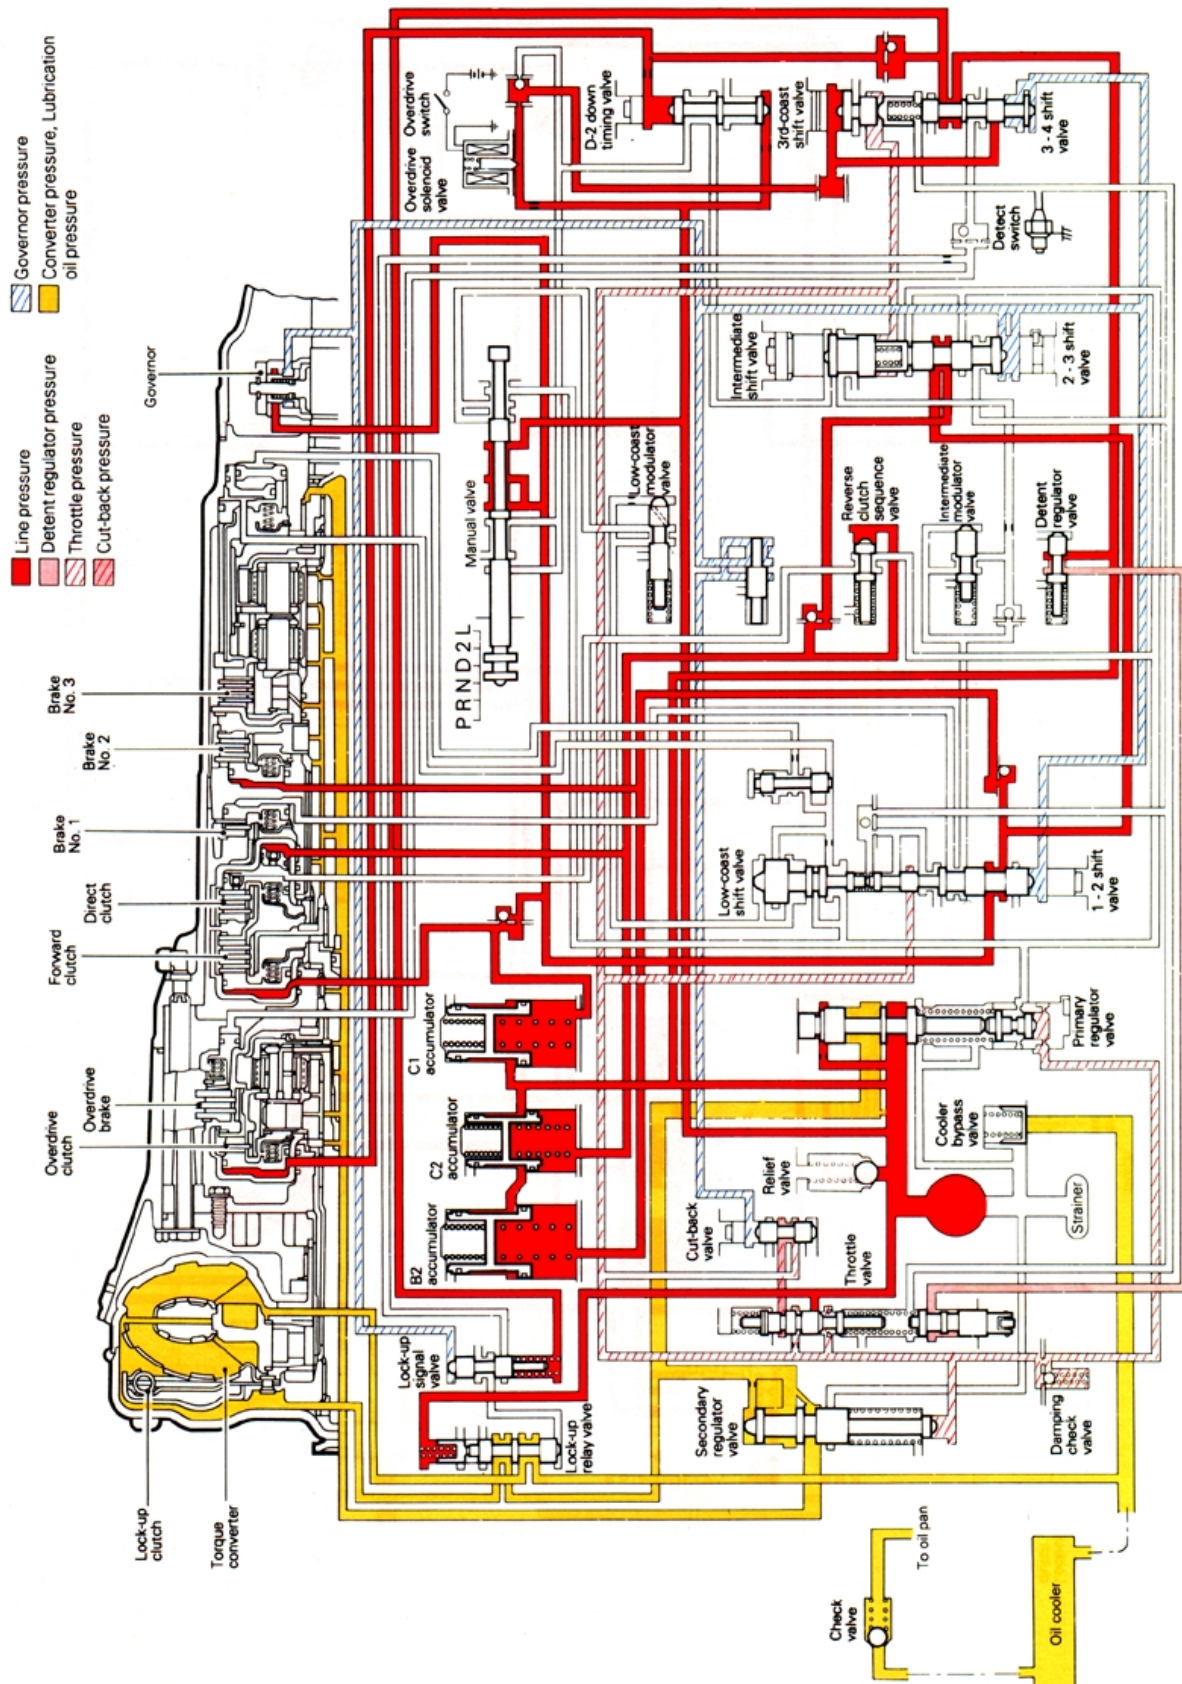 Line pressure
Detent regulator pressure
Throttle pressure
Cut-back pressure
Governor pressure
Converter pressure, Lubrication
oil pressure
Lock-up
clutch
Torque
converter
Overdrive
clutch
Overdrive
brake
Forward
clutch
Direct
clutch
Brake
No. 1
Brake
No. 2
Brake
No. 3
Governor
Lock-up
relay valve
Lock-up
signal
valve
B2
accumulator
C2
accumulator
C1
accumulator
P R N D 2 L
Manual valve
Overdrive
solenoid
valve
Overdrive
switch
D-2 down
timing valve
3rd-coast
shift valve
3 - 4 shift
valve
Detect
switch
Intermediate
shift valve
2 - 3 shift
valve
Low-coast
modulator
valve
Reverse
clutch
sequence
valve
Intermediate
modulator
valve
Detent
regulator
valve
Low-coast
shift valve
1 - 2 shift
valve
Primary
regulator
valve
Relief
valve
Cooler
bypass
valve
Cut-back
valve
Throttle
valve
Strainer
Secondary
regulator
valve
Damping
check
valve
Check
valve
To oil pan
Oil cooler